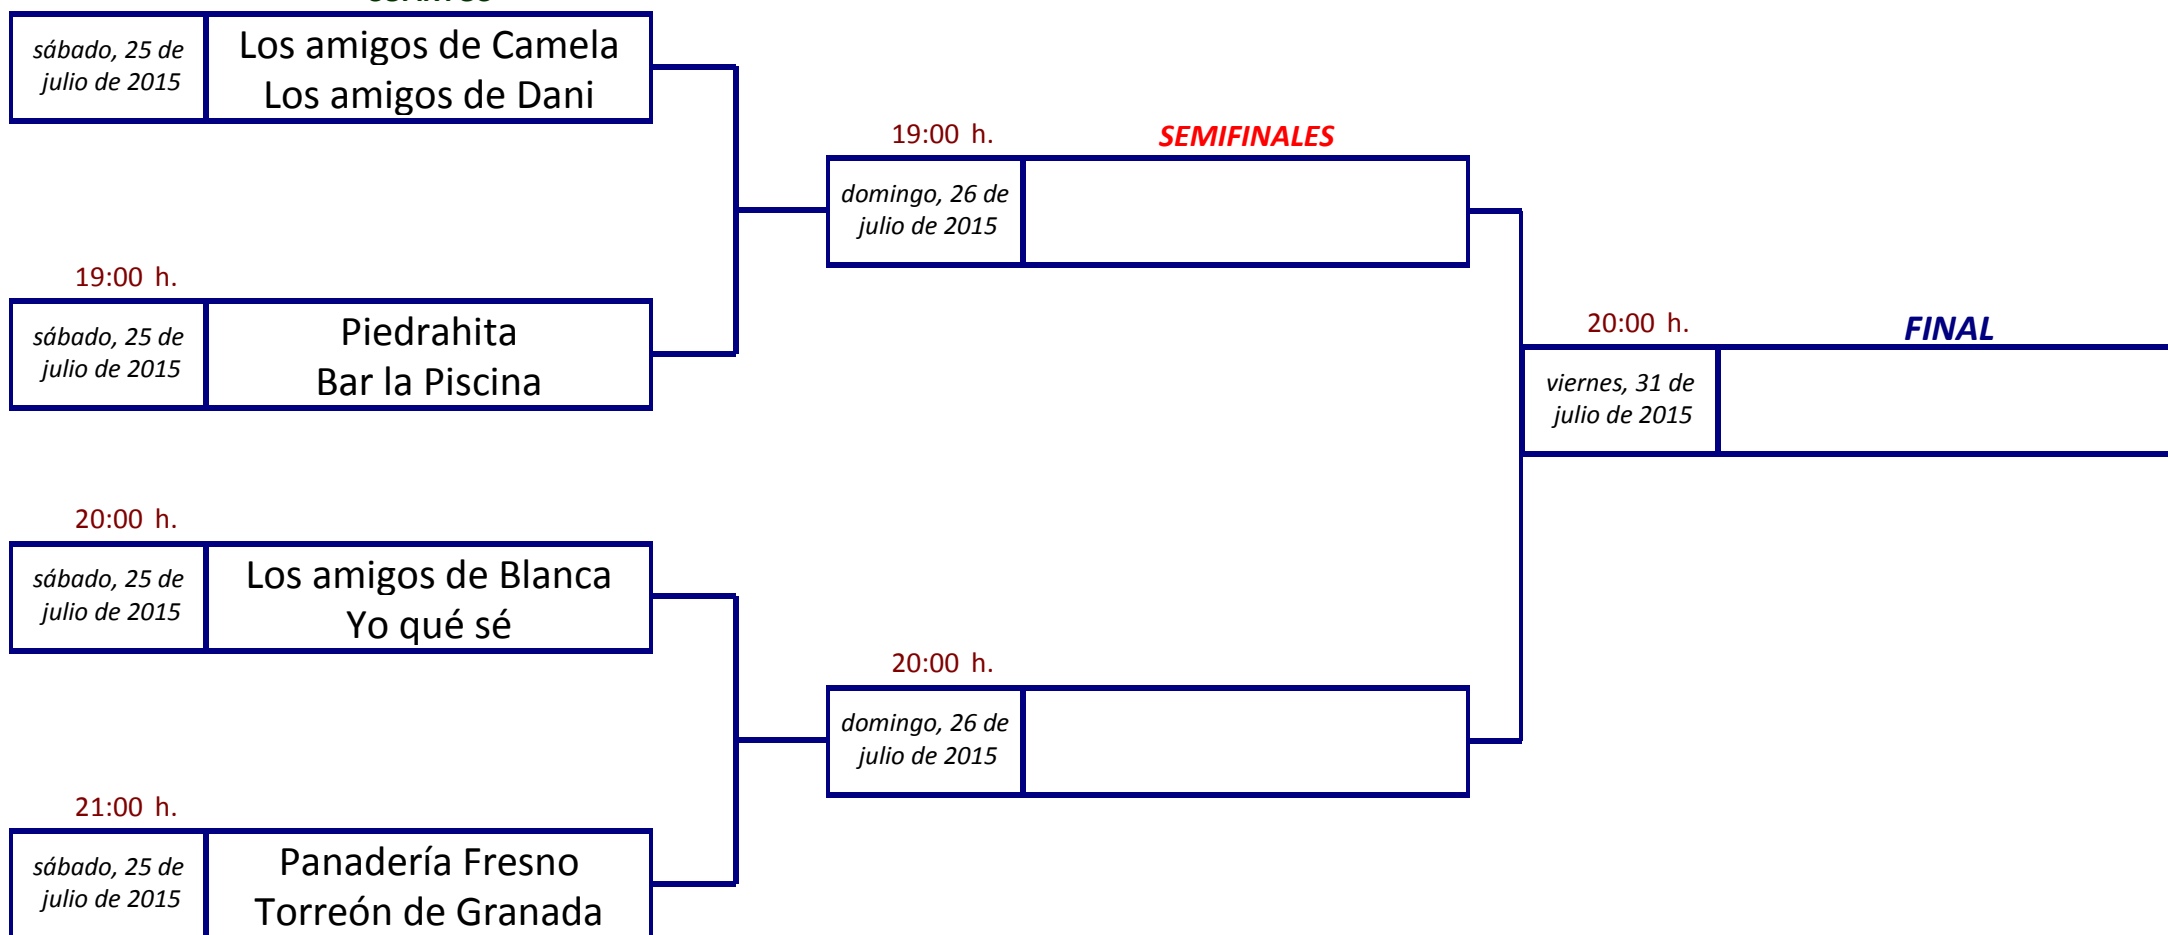 sábado, 25 de
julio de 2015
Los amigos de Camela
Los amigos de Dani
19:00 h.
SEMIFINALES
domingo, 26 de
julio de 2015
19:00 h.
sábado, 25 de
julio de 2015
Piedrahita
Bar la Piscina
20:00 h.
FINAL
viernes, 31 de
julio de 2015
20:00 h.
sábado, 25 de
julio de 2015
Los amigos de Blanca
Yo qué sé
20:00 h.
domingo, 26 de
julio de 2015
21:00 h.
sábado, 25 de
julio de 2015
Panadería Fresno
Torreón de Granada